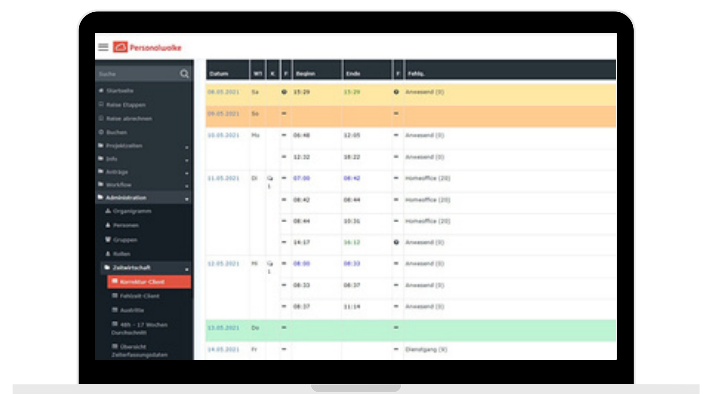 Personalwolke
Suche
Datum WT K F Beginn Ende F Fehlg.
Startseite
08.05.2021 Sa 15:29 15:29 Anwesend (0)
Reise Etappen
Reise abrechnen
09.05.2021 So
Buchen
10.05.2021 Mo 06:48 12:05 Anwesend (0)
Projektzeiten
Info
12:32 18:22 Anwesend (0)
Anträge
11.05.2021 Di 1 07:00 08:42 Homeoffice (20)
Workflow
Administration
08:42 08:44 Homeoffice (20)
Organigramm
Personen
08:44 10:31 Homeoffice (20)
Gruppen
14:17 14:17 Anwesend (0)
Rollen
Zeitwirtschaft
12.05.2021 Mi 1 08:00 08:33 Anwesend (0)
Korrektur-Client
08:33 08:37 Anwesend (0)
Fehlzeit-Client
Austritte
08:37 11:14 Anwesend (0)
48h - 17 Wochen
Durchschnitt
13.05.2021 Do
Übersicht
Zeiterfassungsdaten
14.05.2021 Fr Dienstgang (9)